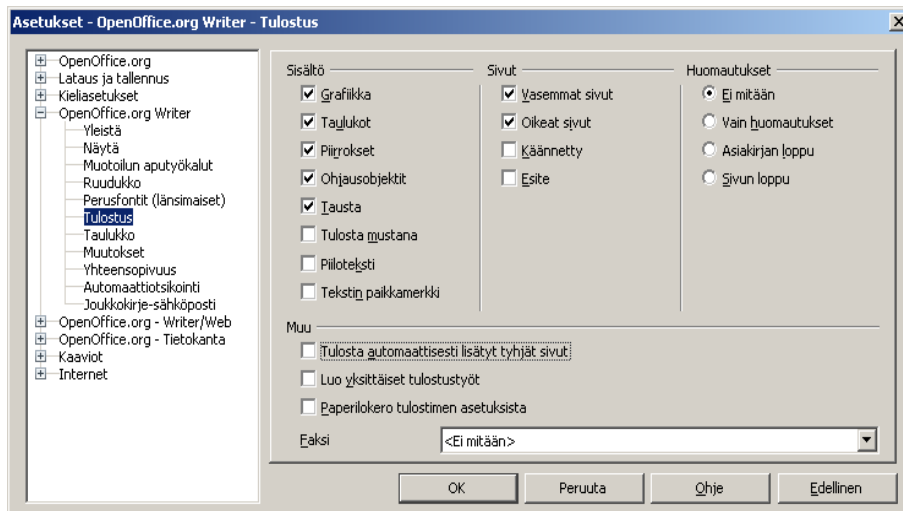 Asetukset - OpenOffice.org Writer - Tulostus
OpenOffice.org
Lataus ja tallennus
Kieliasetukset
OpenOffice.org Writer
Yleistä
Näytä
Muotoilun aputyökalut
Ruudukko
Perusfontit (länsimaiset)
Tulostus
Taulukko
Muutokset
Yhteensopivuus
Automaattiotsikointi
Joukkokirje-sähköposti
OpenOffice.org - Writer/Web
OpenOffice.org - Tietokanta
Kaaviot
Internet
Sisältö
Grafiikka
Taulukot
Piirrokset
Ohjausobjektit
Tausta
Tulosta mustana
Piiloteksti
Tekstin paikkamerkki
Sivut
Vasemmat sivut
Oikeat sivut
Käännetty
Esite
Huomautukset
Ei mitään
Vain huomautukset
Asiakirjan loppu
Sivun loppu
Muu
Tulosta automaattisesti lisätyt tyhjät sivut
Luo yksittäiset tulostustyöt
Paperilokero tulostimen asetuksista
Faksi <Ei mitään>
OK Peruuta Ohje Edellinen